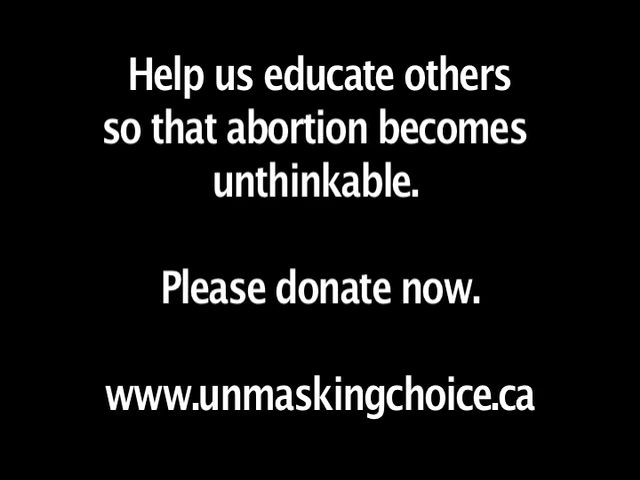 Help us educate others
so that abortion becomes
unthinkable.
Please donate now.
www.unmaskingchoice.ca